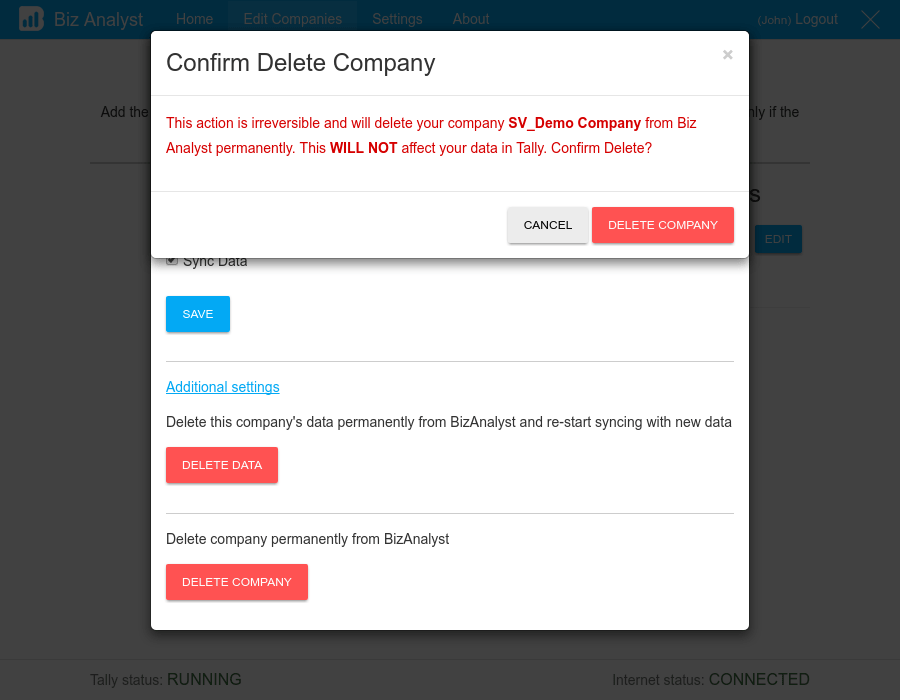 Biz Analyst Home Edit Companies Settings About (John) Logout
Confirm Delete Company ×
This action is irreversible and will delete your company SV_Demo Company from Biz
Analyst permanently. This WILL NOT affect your data in Tally. Confirm Delete?
CANCEL DELETE COMPANY
Add the
if the
EDIT
Sync Data
SAVE
Additional settings
Delete this company's data permanently from BizAnalyst and re-start syncing with new data
DELETE DATA
Delete company permanently from BizAnalyst
DELETE COMPANY
Tally status: RUNNING Internet status: CONNECTED